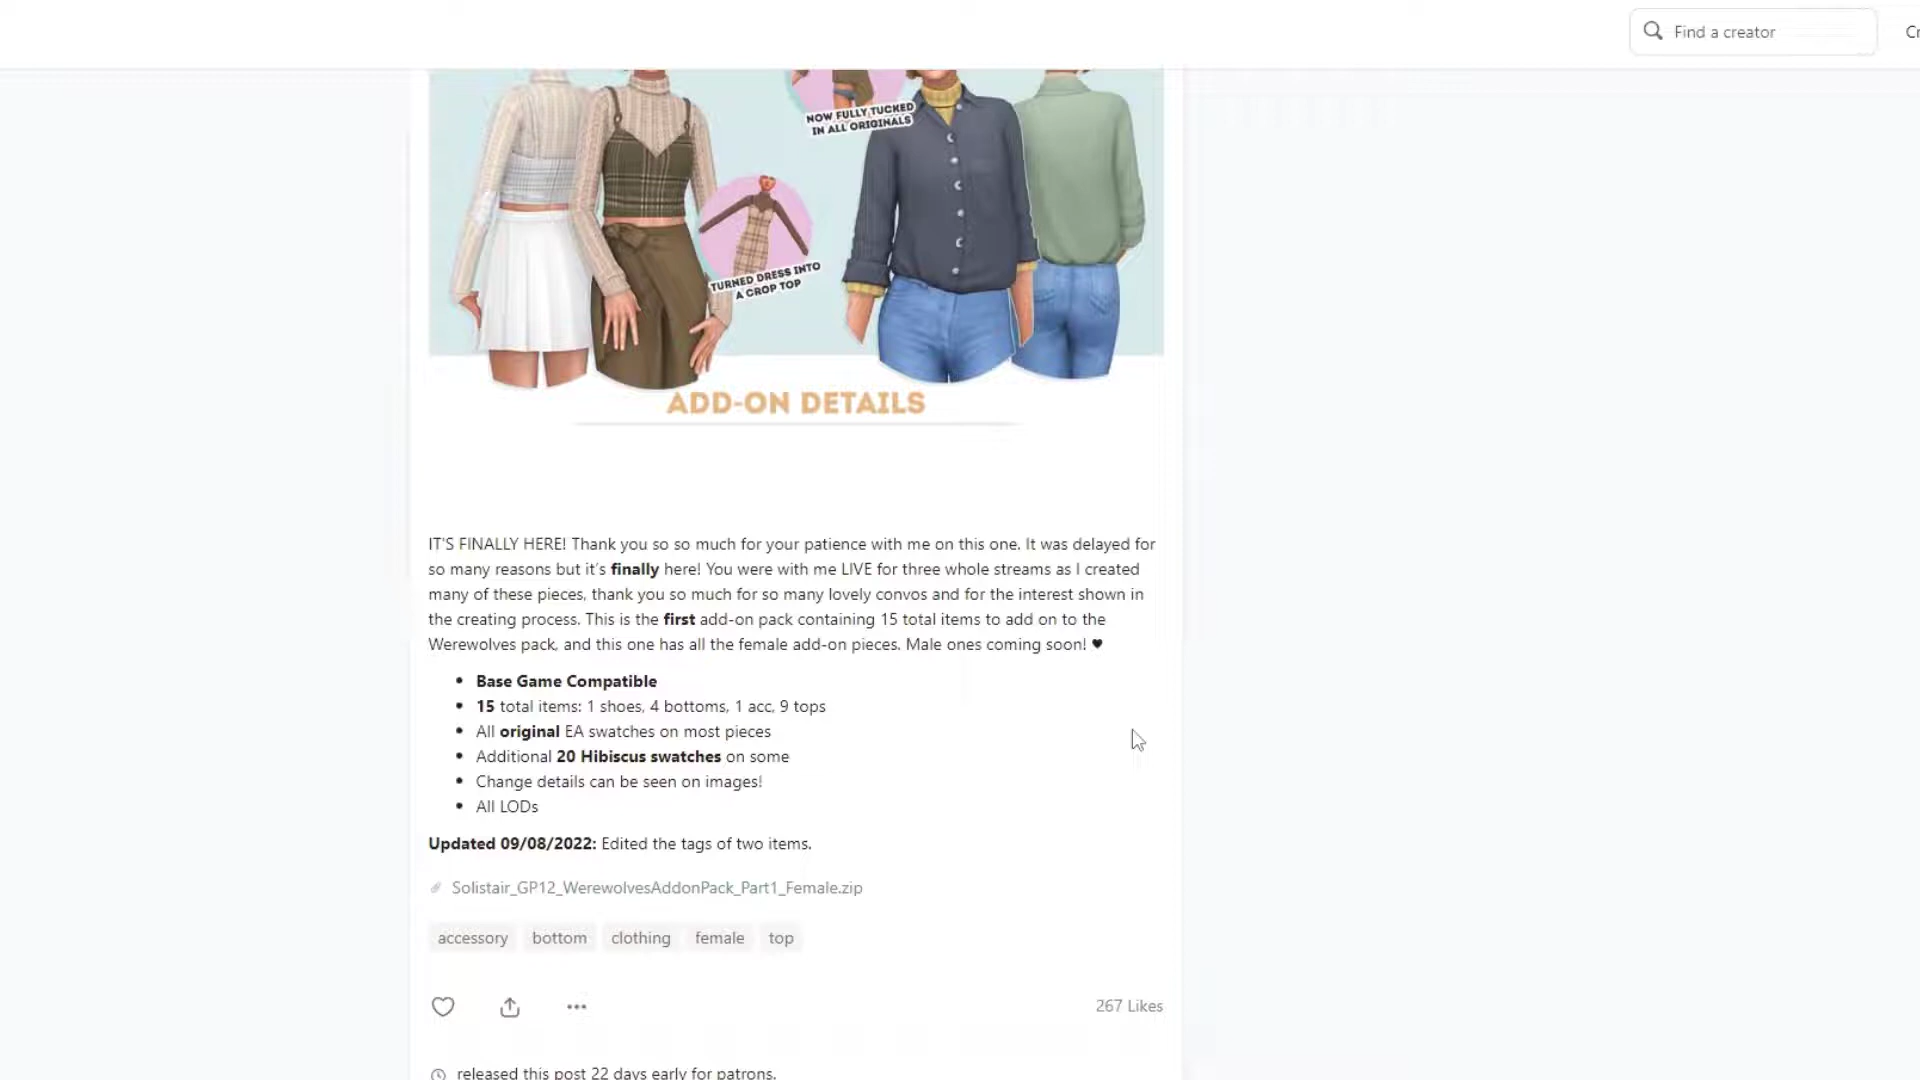 Find a creator
NOW FULLY TUCKED
IN ALL ORIGINALS
TURNED DRESS INTO
A CROP TOP
ADD-ON DETAILS
IT'S FINALLY HERE! Thank you so so much for your patience with me on this one. It was delayed for
so many reasons but it's finally here! You were with me LIVE for three whole streams as I created
many of these pieces, thank you so much for so many lovely convos and for the interest shown in
the creating process. This is the first add-on pack containing 15 total items to add on to the
Werewolves pack, and this one has all the female add-on pieces. Male ones coming soon! ♥
• Base Game Compatible
• 15 total items: 1 shoes, 4 bottoms, 1 acc, 9 tops
• All original EA swatches on most pieces
• Additional 20 Hibiscus swatches on some
• Change details can be seen on images!
• All LODs
Updated 09/08/2022: Edited the tags of two items.
Solistair_GP12_WerewolvesAddonPack_Part1_Female.zip
accessory bottom clothing female top
267 Likes
released this post 22 days early for patrons.